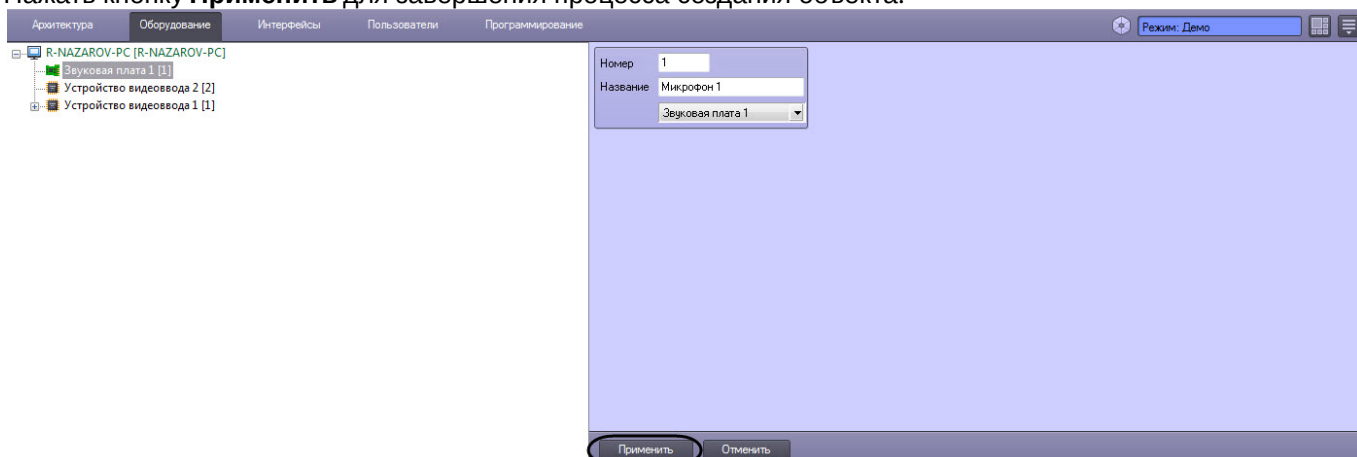 Нажать кнопку Применить для завершения процесса создания объекта.
Архитектура Оборудование Интерфейсы Пользователи Программирование Режим: Демо
R-NAZAROV-PC [R-NAZAROV-PC]
Звуковая плата 1 [1]
Устройство видеоввода 2 [2]
Устройство видеоввода 1 [1]
Номер 1
Название Микрофон 1
Звуковая плата 1
Применить Отменить